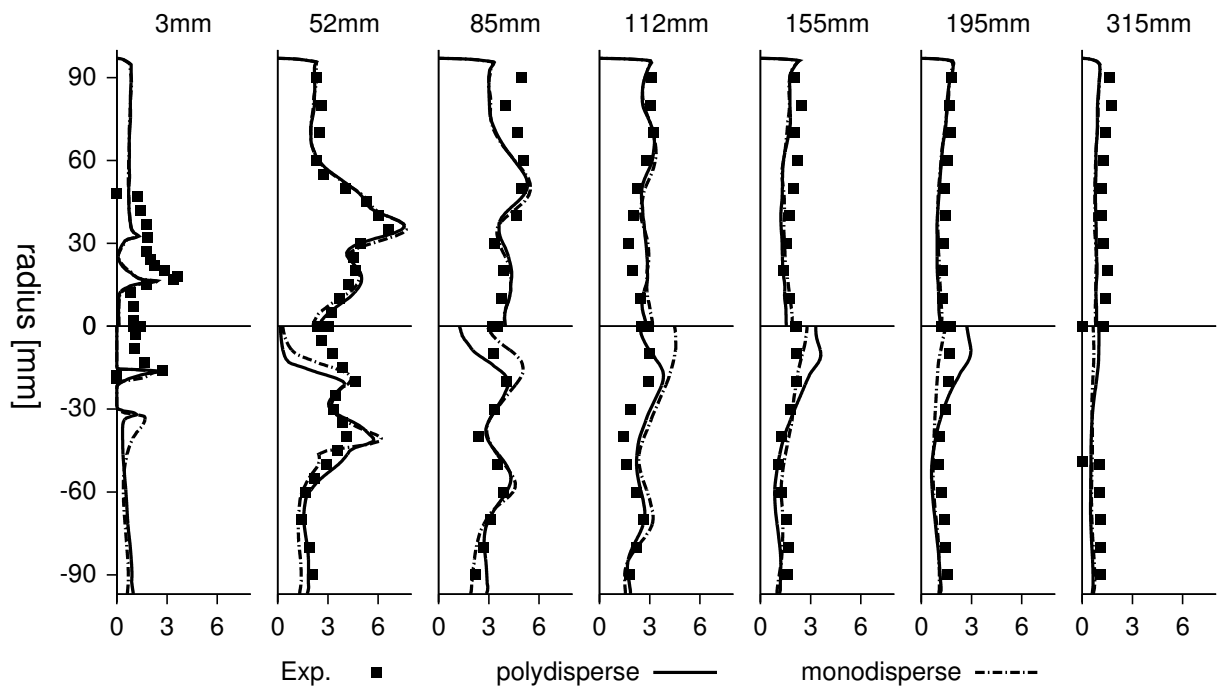 3mm 52mm 85mm 112mm 155mm 195mm 315mm
90
60
30
0
-30
-60
-90
radius [mm]
0 3 6 0 3 6 0 3 6 0 3 6 0 3 6 0 3 6 0 3 6
Exp. polydisperse monodisperse